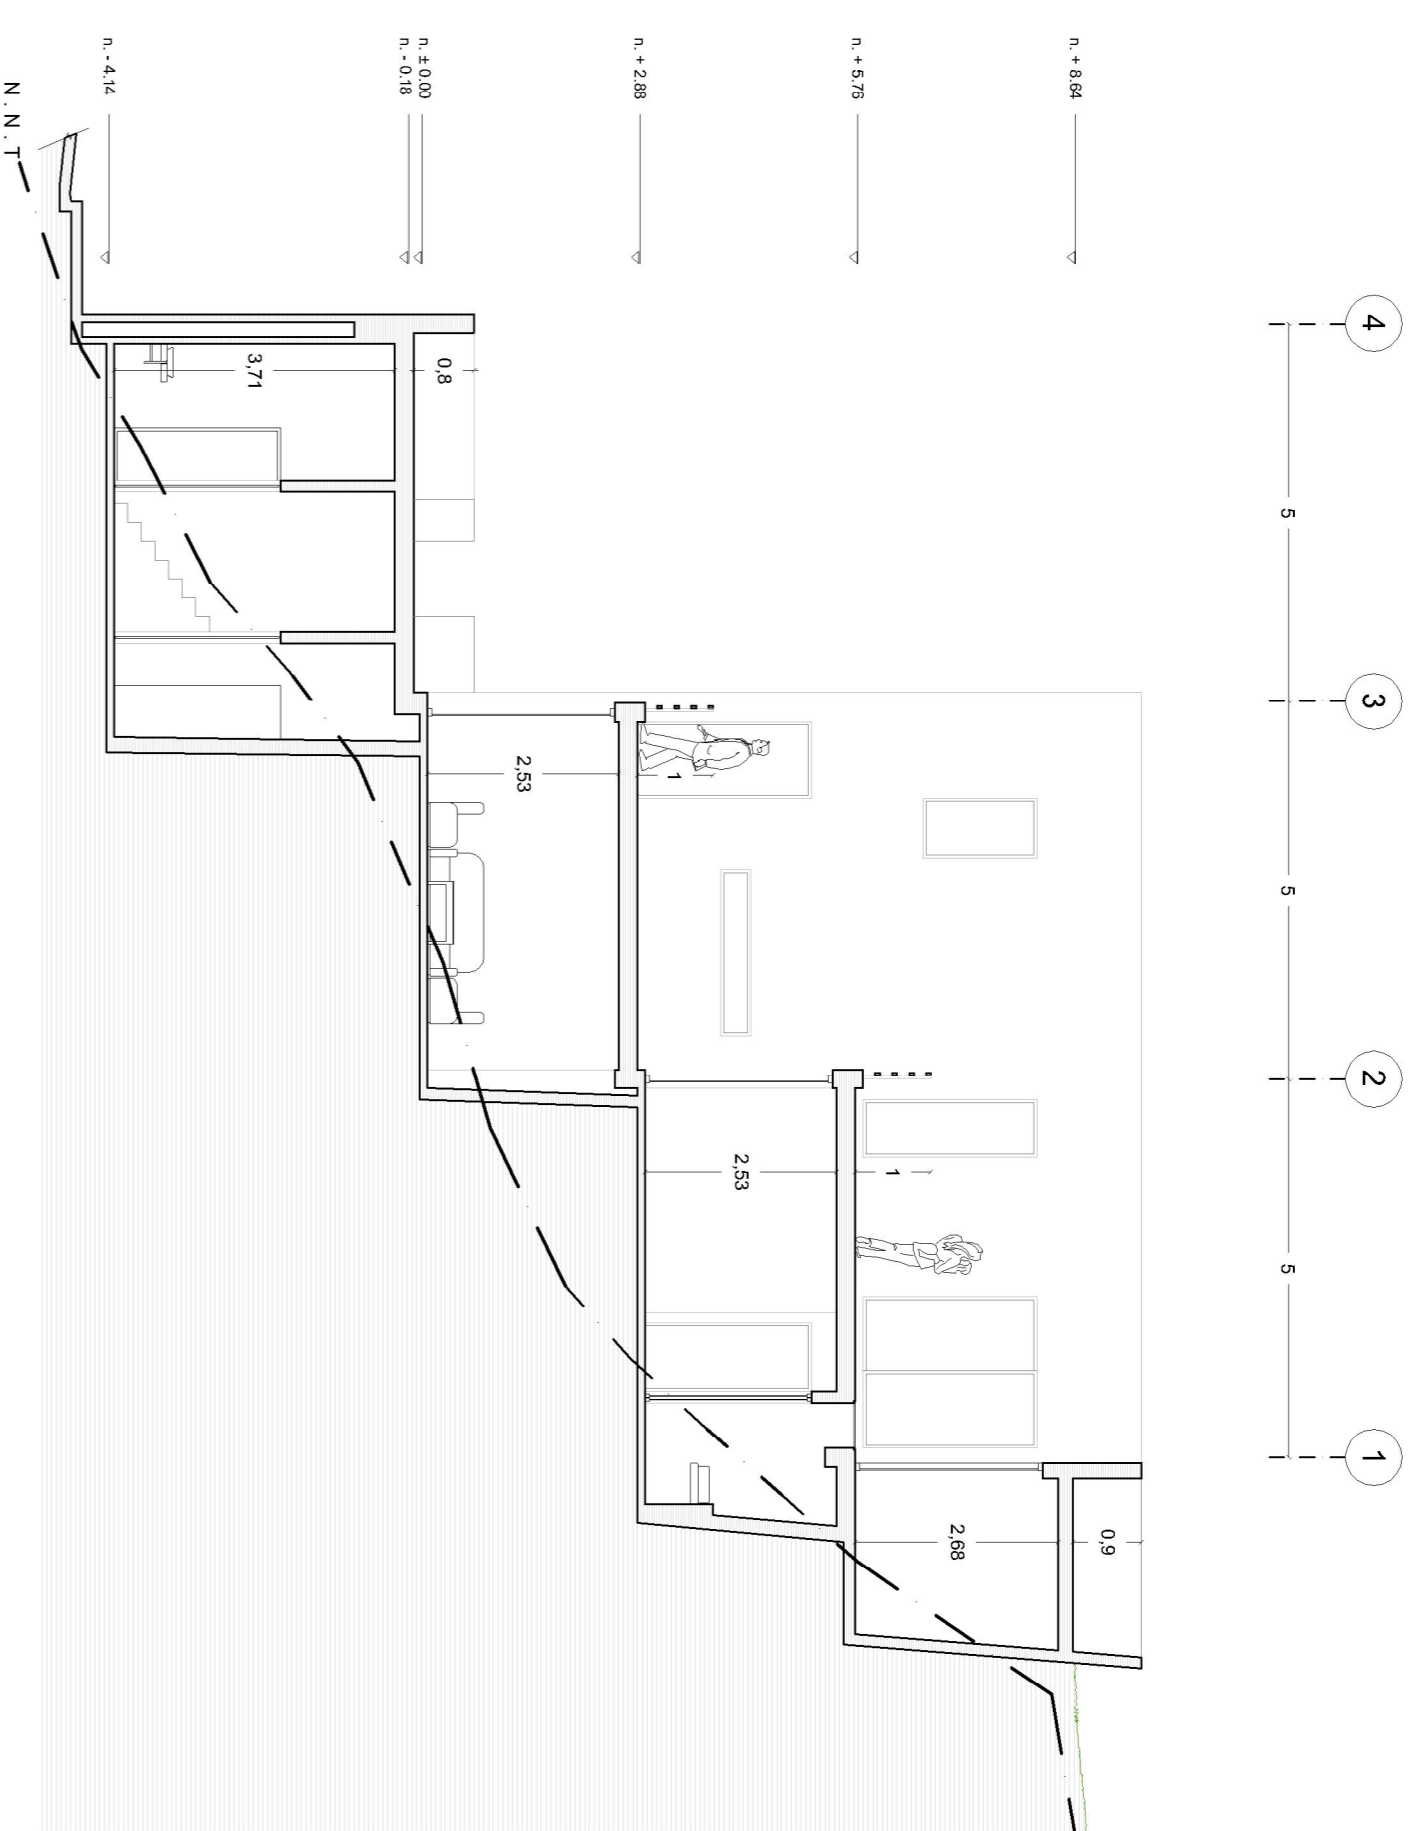 4
3
2
1
5
5
5
n. + 8.64
n. + 5.76
n. + 2.88
n. ± 0.00
n. - 0.18
n. - 4.14
N . N . T
0,9
2,68
1
2,53
1
2,53
0,8
3,71